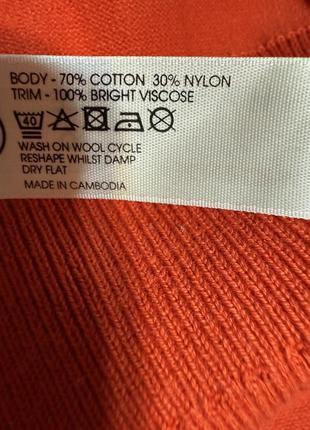 BODY - 70% COTTON 30% NYLON
TRIM - 100% BRIGHT VISCOSE
40
WASH ON WOOL CYCLE
RESHAPE WHILST DAMP
DRY FLAT
MADE IN CAMBODIA